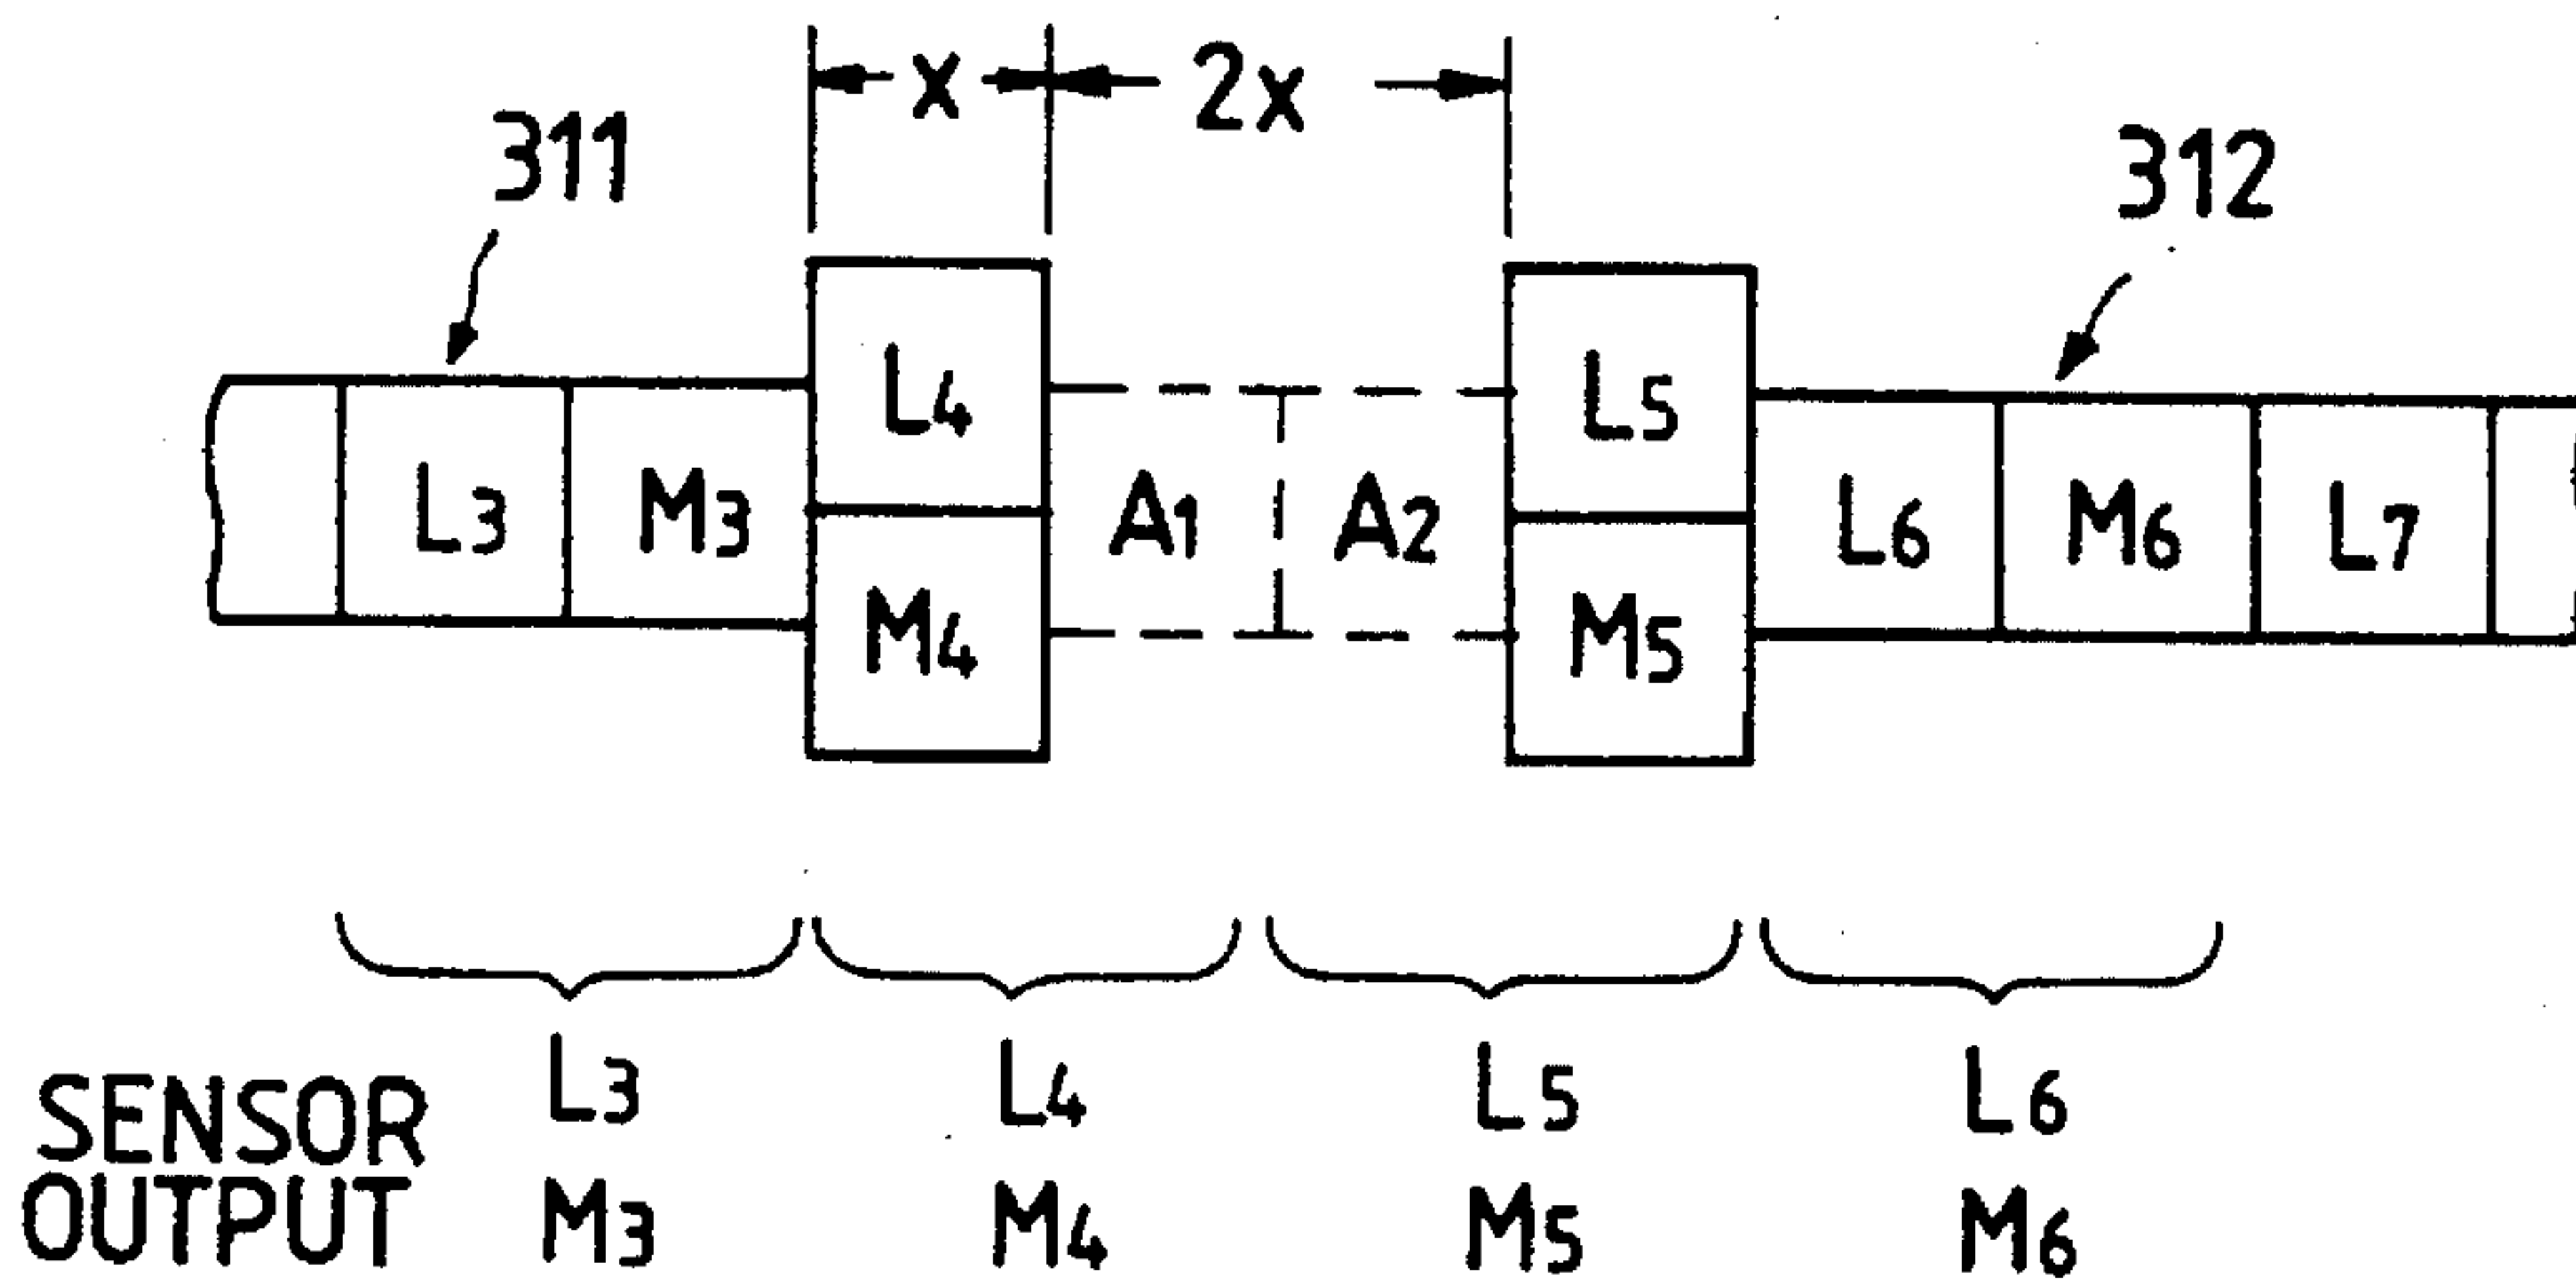 x 2x
311 312
L4 L5
L3 M3 A1 A2 L6 M6 L7
M4 M5
L3 L4 L5 L6
SENSOR
OUTPUT M3 M4 M5 M6